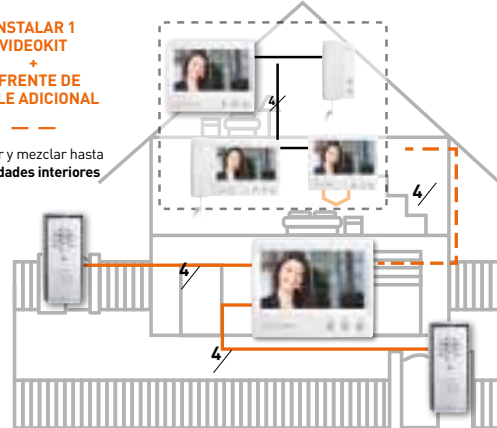 NSTALAR 1
VIDEOKIT
+
FRENTE DE
LE ADICIONAL
r y mezclar hasta
dades interiores
4
4
4
4